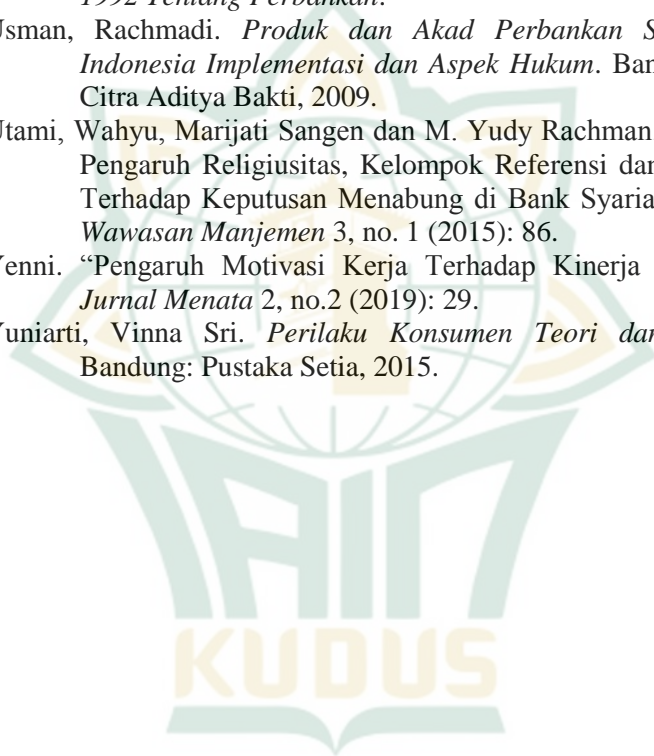 1992 Tentang Perbankan.
Usman, Rachmadi. Produk dan Akad Perbankan S
Indonesia Implementasi dan Aspek Hukum. Ban
Citra Aditya Bakti, 2009.
Utami, Wahyu, Marijati Sangen dan M. Yudy Rachman
Pengaruh Religiusitas, Kelompok Referensi dan
Terhadap Keputusan Menabung di Bank Syaria
Wawasan Manjemen 3, no. 1 (2015): 86.
Yenni. “Pengaruh Motivasi Kerja Terhadap Kinerja
Jurnal Menata 2, no.2 (2019): 29.
Yuniarti, Vinna Sri. Perilaku Konsumen Teori dan
Bandung: Pustaka Setia, 2015.
IAIN
KUDUS